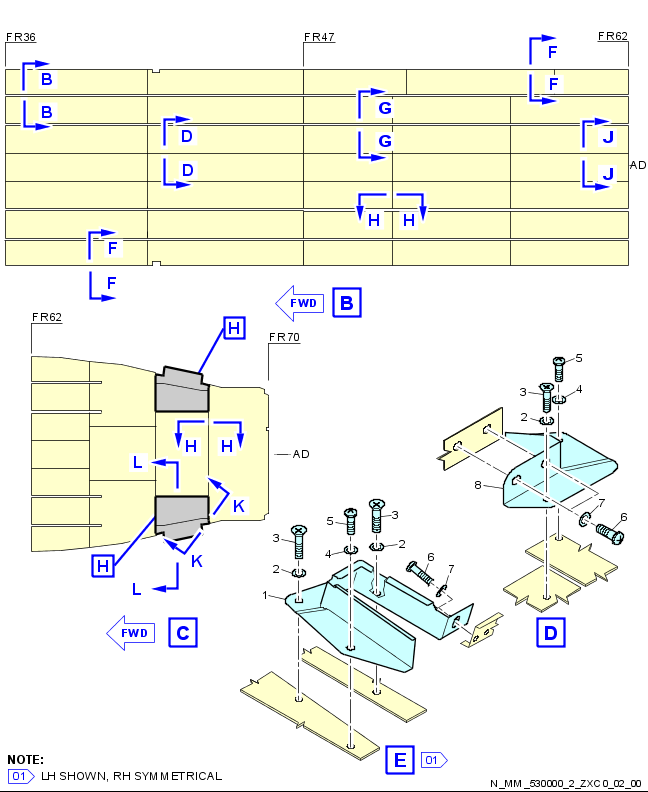 FR36
FR47
FR62
F
B
F
B
G
D
J
G
D
J
AD
H H
F
F
FWD B
FR62
H
FR70
5
3
4
2
H H
AD
L
8
7
K
6
5
3
3
K
4
2
6
H
2
7
L
1
FWD C
D
NOTE:
01 LH SHOWN, RH SYMMETRICAL
E 01
N_MM_530000_2_ZXC0_02_00